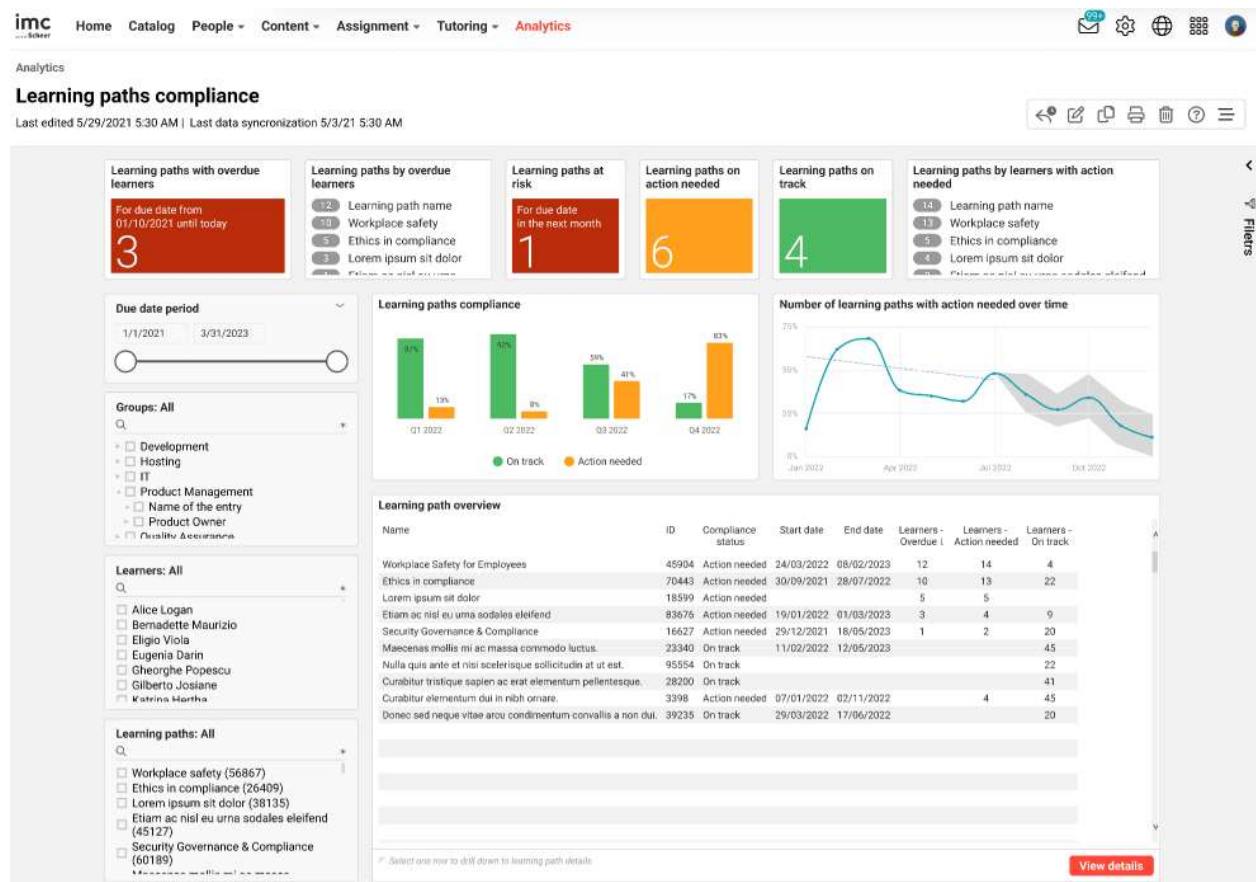 imc
Scheer
Home Catalog People Content Assignment Tutoring Analytics
99+
Analytics
Learning paths compliance
Last edited 5/29/2021 5:30 AM | Last data syncronization 5/3/21 5:30 AM
Filetrs
Learning paths with overdue
learners
For due date from
01/10/2021 until today
3
Learning paths by overdue
learners
12 Learning path name
10 Workplace safety
5 Ethics in compliance
3 Lorem ipsum sit dolor
Learning paths at
risk
For due date
in the next month
1
Learning paths on
action needed
6
Learning paths on
track
4
Learning paths by learners with action
needed
14 Learning path name
13 Workplace safety
5 Ethics in compliance
4 Lorem ipsum sit dolor
Etiam ac nisl eu urna sodales eleifend
Due date period
1/1/2021 3/31/2023
Groups: All
Development
Hosting
IT
Product Management
Name of the entry
Product Owner
Quality Assurance
Learners: All
Alice Logan
Bernadette Maurizio
Eligio Viola
Eugenia Darin
Gheorghe Popescu
Gilberto Josiane
Katrina Hertha
Learning paths: All
Workplace safety (56867)
Ethics in compliance (26409)
Lorem ipsum sit dolor (38135)
Etiam ac nisl eu urna sodales eleifend
(45127)
Security Governance & Compliance
(60189)
Learning paths compliance
13% 92% 8% 59% 41% 17% 83%
Q1 2022 Q2 2022 Q3 2022 Q4 2022
On track Action needed
Number of learning paths with action needed over time
75%
0%
Jun 2022 Apr 2022 Jul 2022 Oct 2022
Learning path overview
Name ID Compliance status Start date End date Learners - Overdue Learners - Action needed Learners - On track
Workplace Safety for Employees 45904 Action needed 24/03/2022 08/02/2023 12 14 4
Ethics in compliance 70443 Action needed 30/09/2021 28/07/2022 10 13 22
Lorem ipsum sit dolor 18599 Action needed 5 5
Etiam ac nisl eu urna sodales eleifend 83676 Action needed 19/01/2022 01/03/2023 3 4 9
Security Governance & Compliance 16627 Action needed 29/12/2021 18/05/2023 1 2 20
Maecenas mollis mi ac massa commodo luctus. 23340 On track 11/02/2022 12/05/2023 45
Nulla quis ante et nisi scelerisque sollicitudin at ut est. 95554 On track 22
Curabitur tristique sapien ac erat elementum pellentesque. 28200 On track 41
Curabitur elementum dui in nibh ornare. 3398 Action needed 07/01/2022 02/11/2022 4 45
Donec sed neque vitae arcu condimentum convallis a non dui. 39235 On track 29/03/2022 17/06/2022 20
Select one row to drill down to learning path details
View details